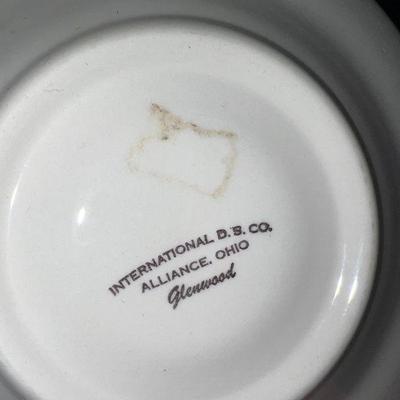 INTERNATIONAL D.S. CO.
ALLIANCE, OHIO
Glenwood